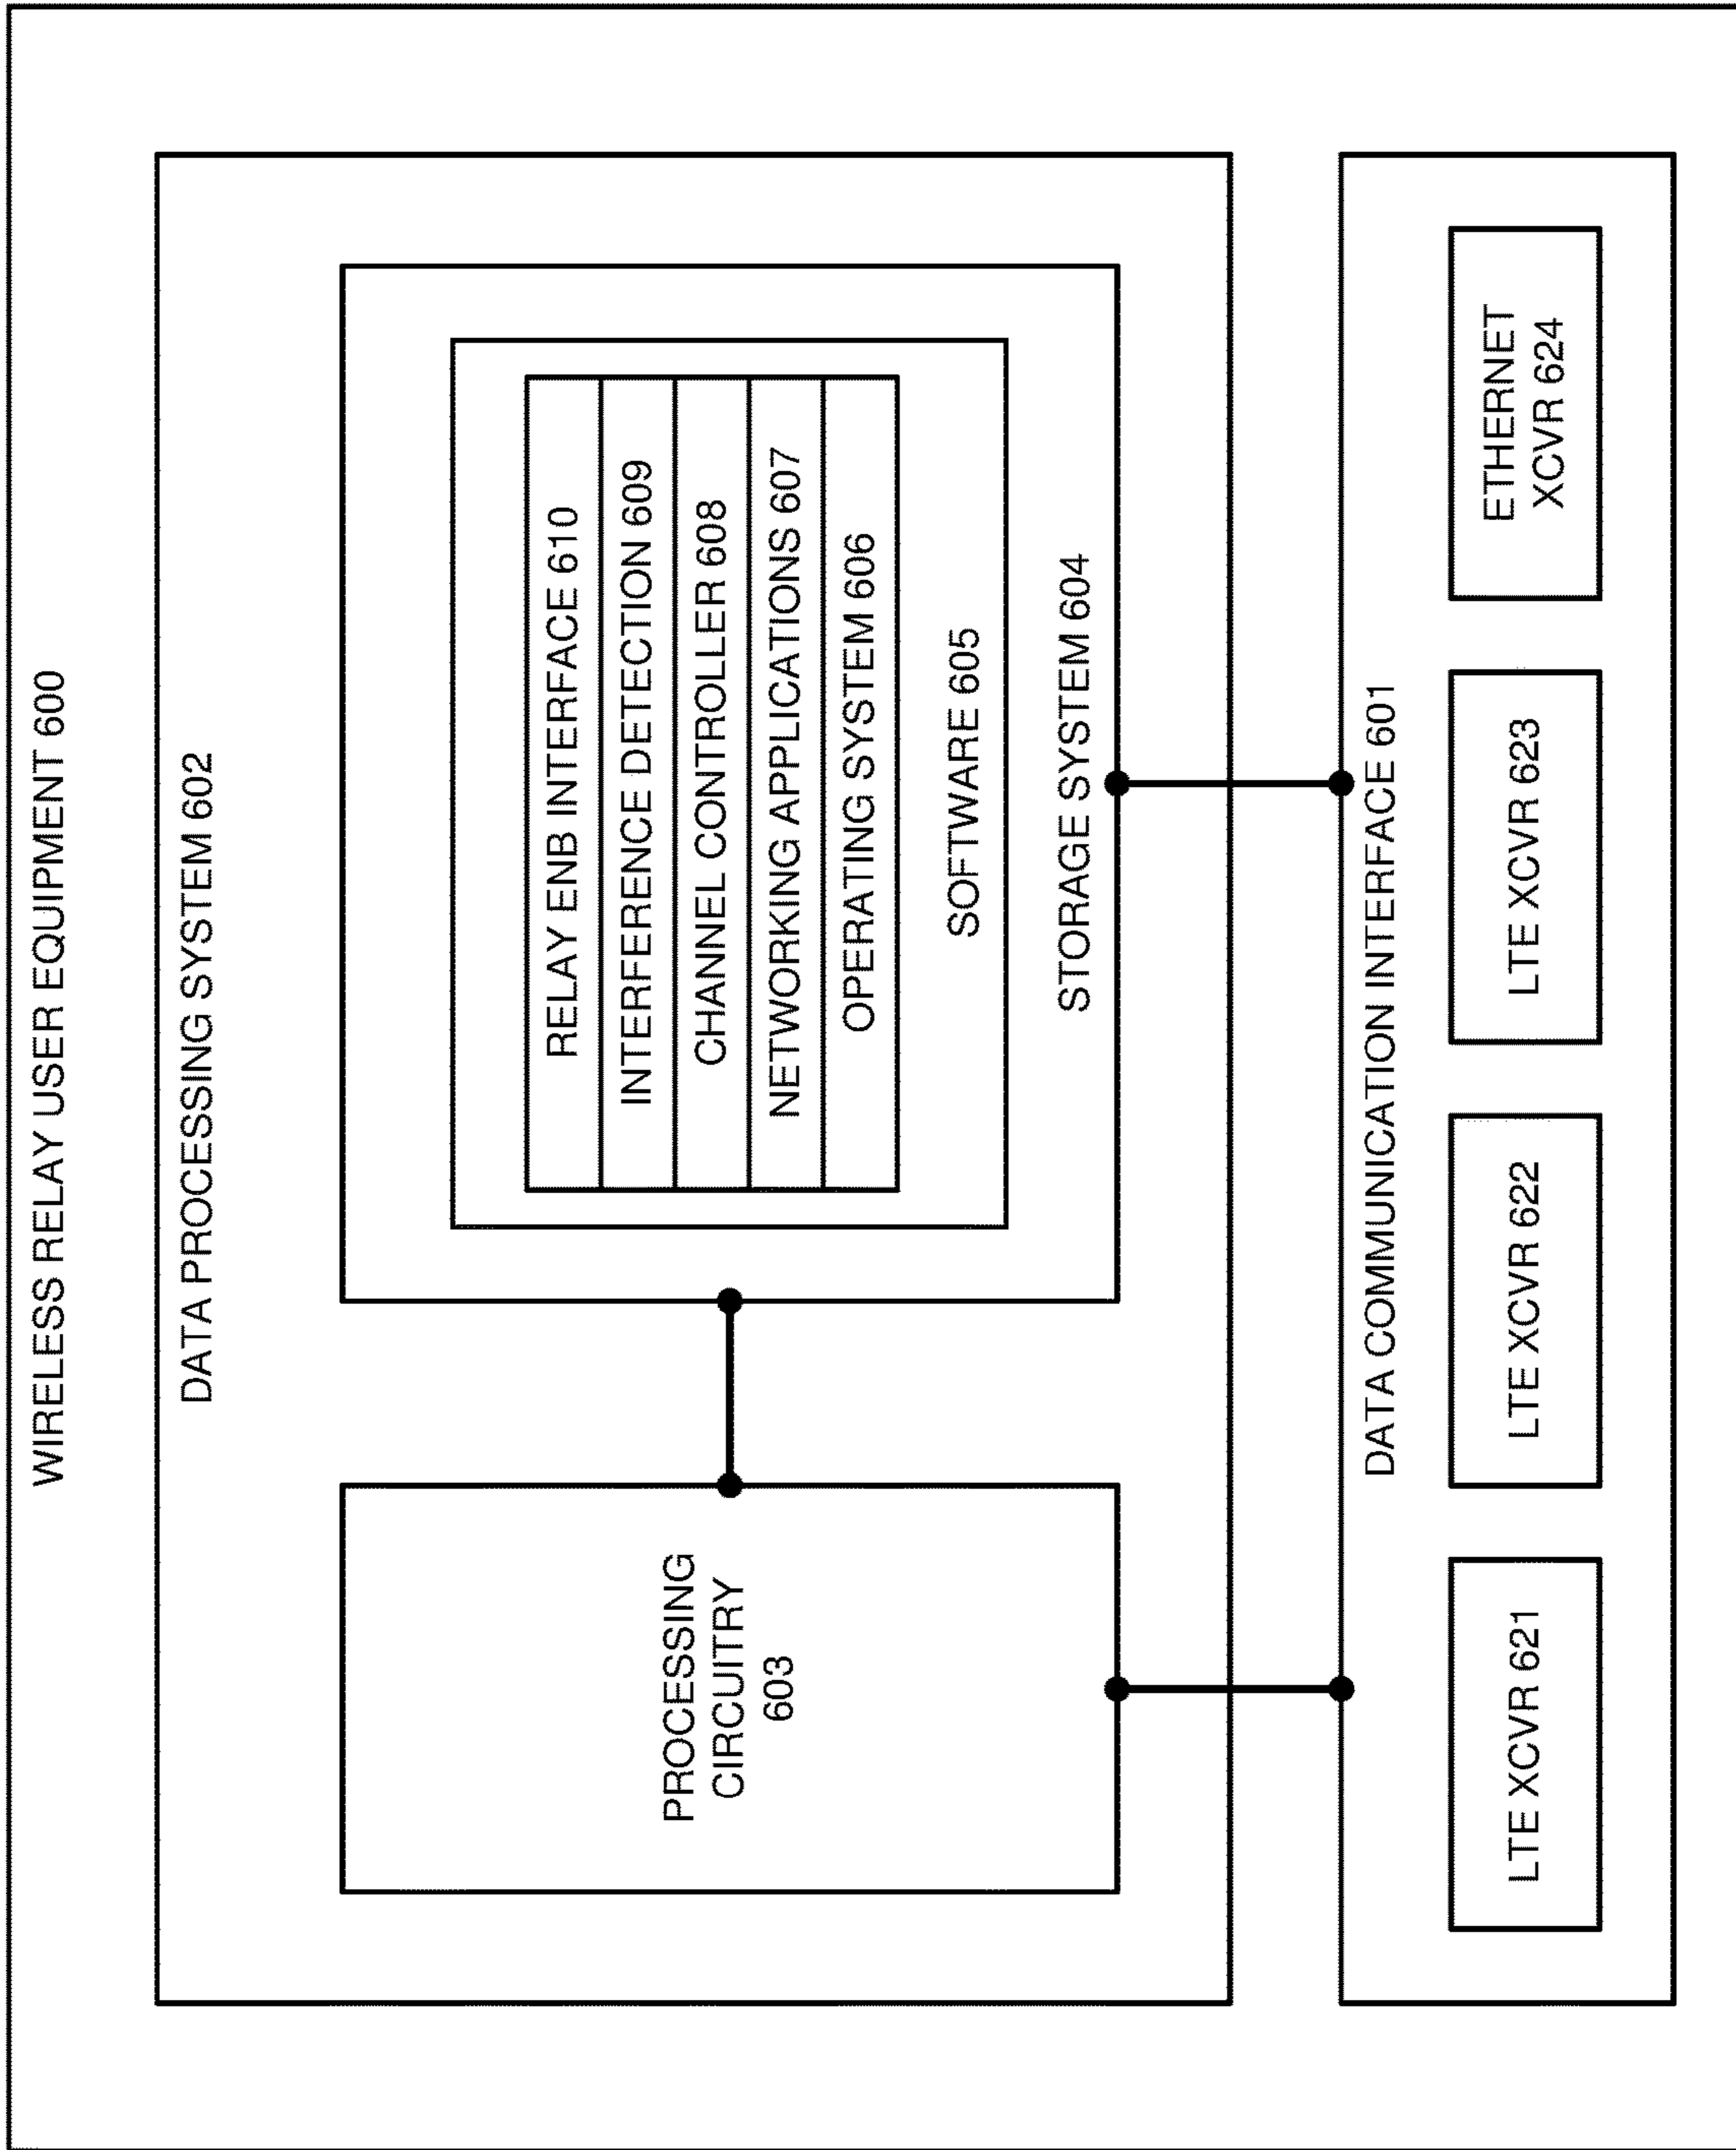 WIRELESS RELAY USER EQUIPMENT 600
DATA PROCESSING SYSTEM 602
PROCESSING
CIRCUITRY
603
RELAY ENB INTERFACE 610
INTERFERENCE DETECTION 609
CHANNEL CONTROLLER 608
NETWORKING APPLICATIONS 607
OPERATING SYSTEM 606
SOFTWARE 605
STORAGE SYSTEM 604
DATA COMMUNICATION INTERFACE 601
LTE XCVR 621
LTE XCVR 622
LTE XCVR 623
ETHERNET
XCVR 624